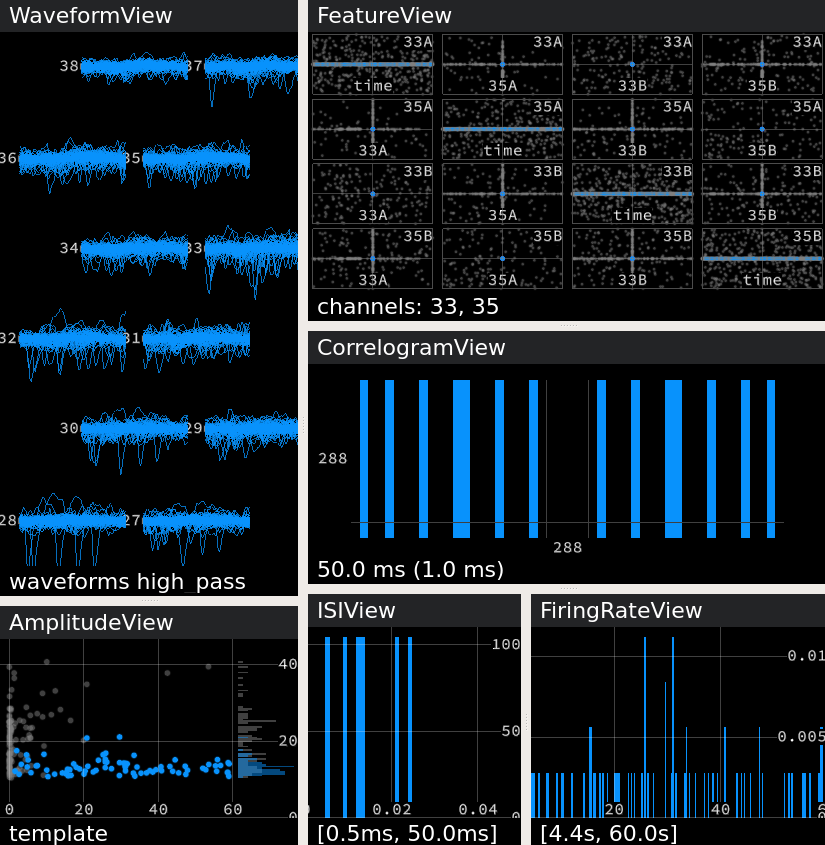 WaveformView
38 37
36 35
34 33
32 31
30 29
28 27
waveforms high_pass
FeatureView
33A 33A 33A 33A
time 35A 33B 35B
35A 35A 35A 35A
33A time 33B 35B
33B 33B 33B 33B
33A 35A time 35B
35B 35B 35B 35B
33A 35A 33B time
channels: 33, 35
CorrelogramView
288
288
50.0 ms (1.0 ms)
AmplitudeView
40
20
0
0 20 40 60
template
ISIView
100
50
0
0.02 0.04
[0.5ms, 50.0ms]
FiringRateView
0.01
0.005
20 40
[4.4s, 60.0s]